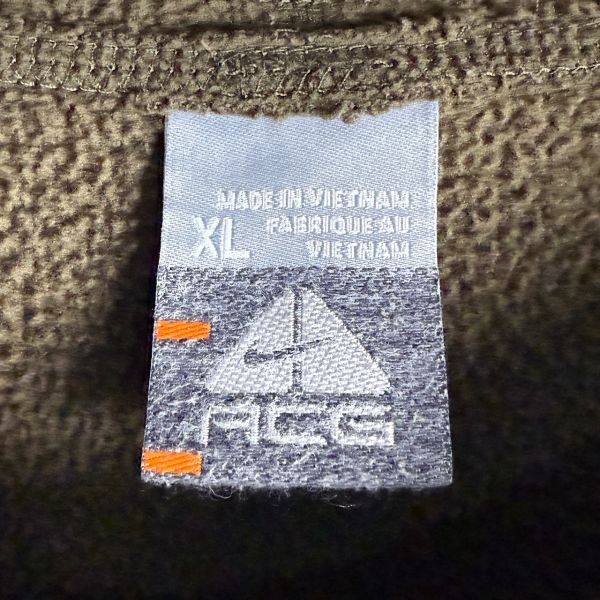 MADE IN VIETNAM
XL FABRIQUE AU
VIETNAM
ACG